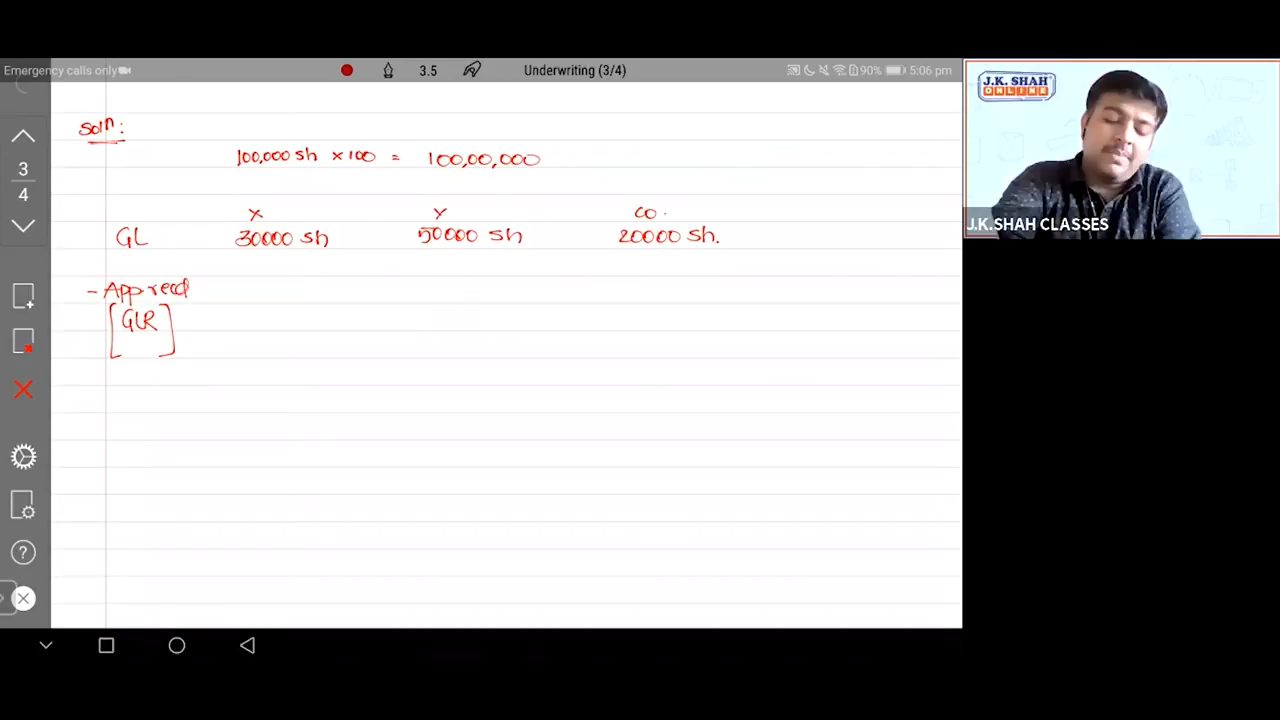 Emergency calls only
3.5
Underwriting (3/4)
90% 5:06 pm
J.K. SHAH
ONLINE
Soln:
100,000 sh × 100 = 100,00,000
3
4
X Y CO.
GL 30000 sh 50000 sh 20000 sh.
- App recd
[GLR]
J.K.SHAH CLASSES
?